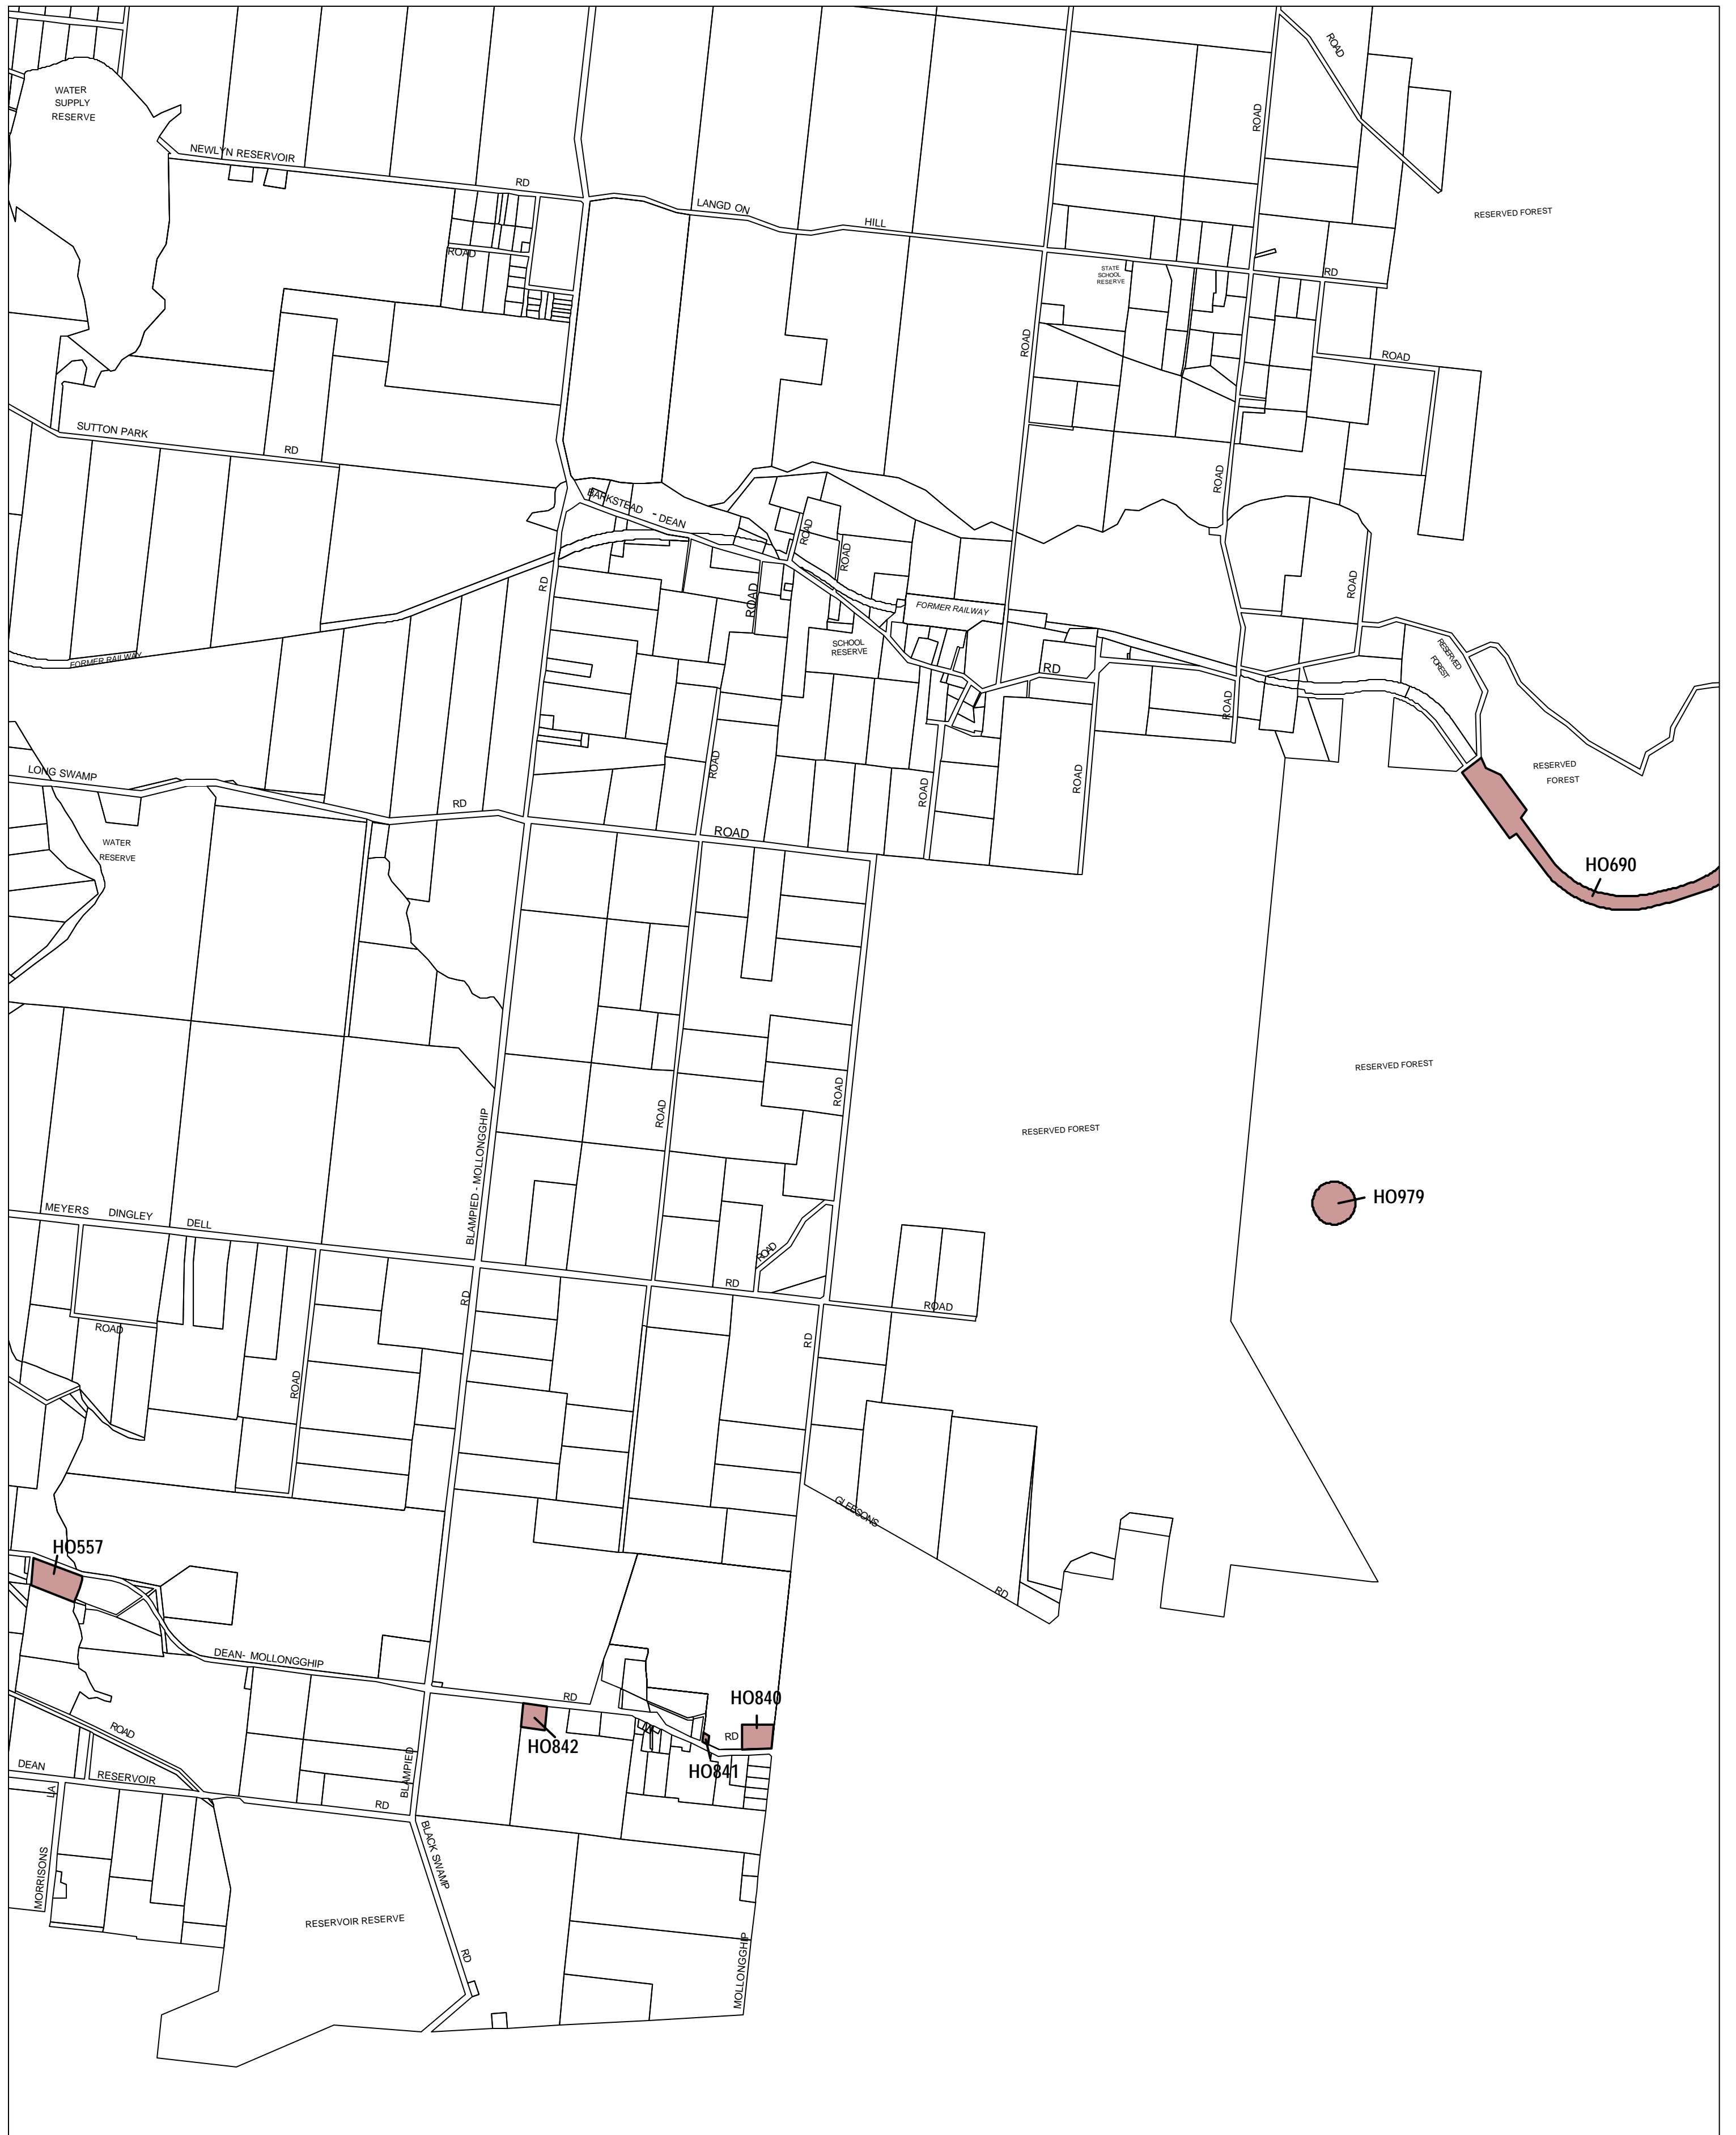 ROAD
WATER
SUPPLY
RESERVE
ROAD
NEWLYN RESERVOIR
RD
LANGD ON
HILL
RESERVED FOREST
ROAD
STATE
SCHOOL
RESERVE
RD
ROAD
ROAD
SUTTON PARK
RD
ROAD
BARKSTEAD - DEAN
ROAD
ROAD
RD
ROAD
ROAD
FORMER RAILWAY
SCHOOL
RESERVE
RESERVED
FOREST
FORMER RAILWAY
RD
ROAD
LONG SWAMP
ROAD
ROAD
ROAD
RESERVED
FOREST
RD
ROAD
WATER
RESERVE
HO690
RESERVED FOREST
ROAD
ROAD
RESERVED FOREST
BLAMPIED - MOLLONGGHIP
HO979
MEYERS DINGLEY DELL
ROAD
RD
RD
ROAD
ROAD
RD
ROAD
GLEESONS
RD
HO557
DEAN- MOLLONGGHIP
RD
HO840
ROAD
RD
HO842
HO841
DEAN RESERVOIR
LA
BLAMPIED
RD
BLACK SWAMP
MORRISONS
RESERVOIR RESERVE
RD
MOLLONGGHIP